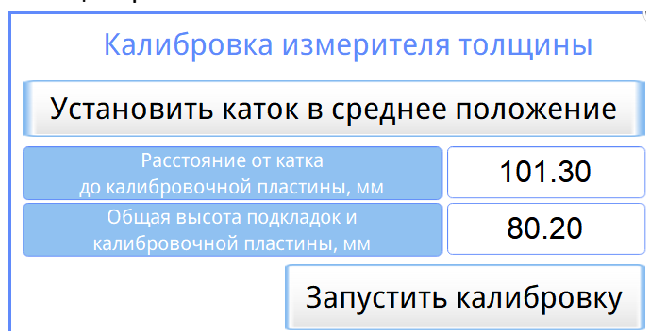 Калибровка измерителя толщины
Установить каток в среднее положение
Расстояние от катка
до калибровочной пластины, мм
101.30
Общая высота подкладок и
калибровочной пластины, мм
80.20
Запустить калибровку